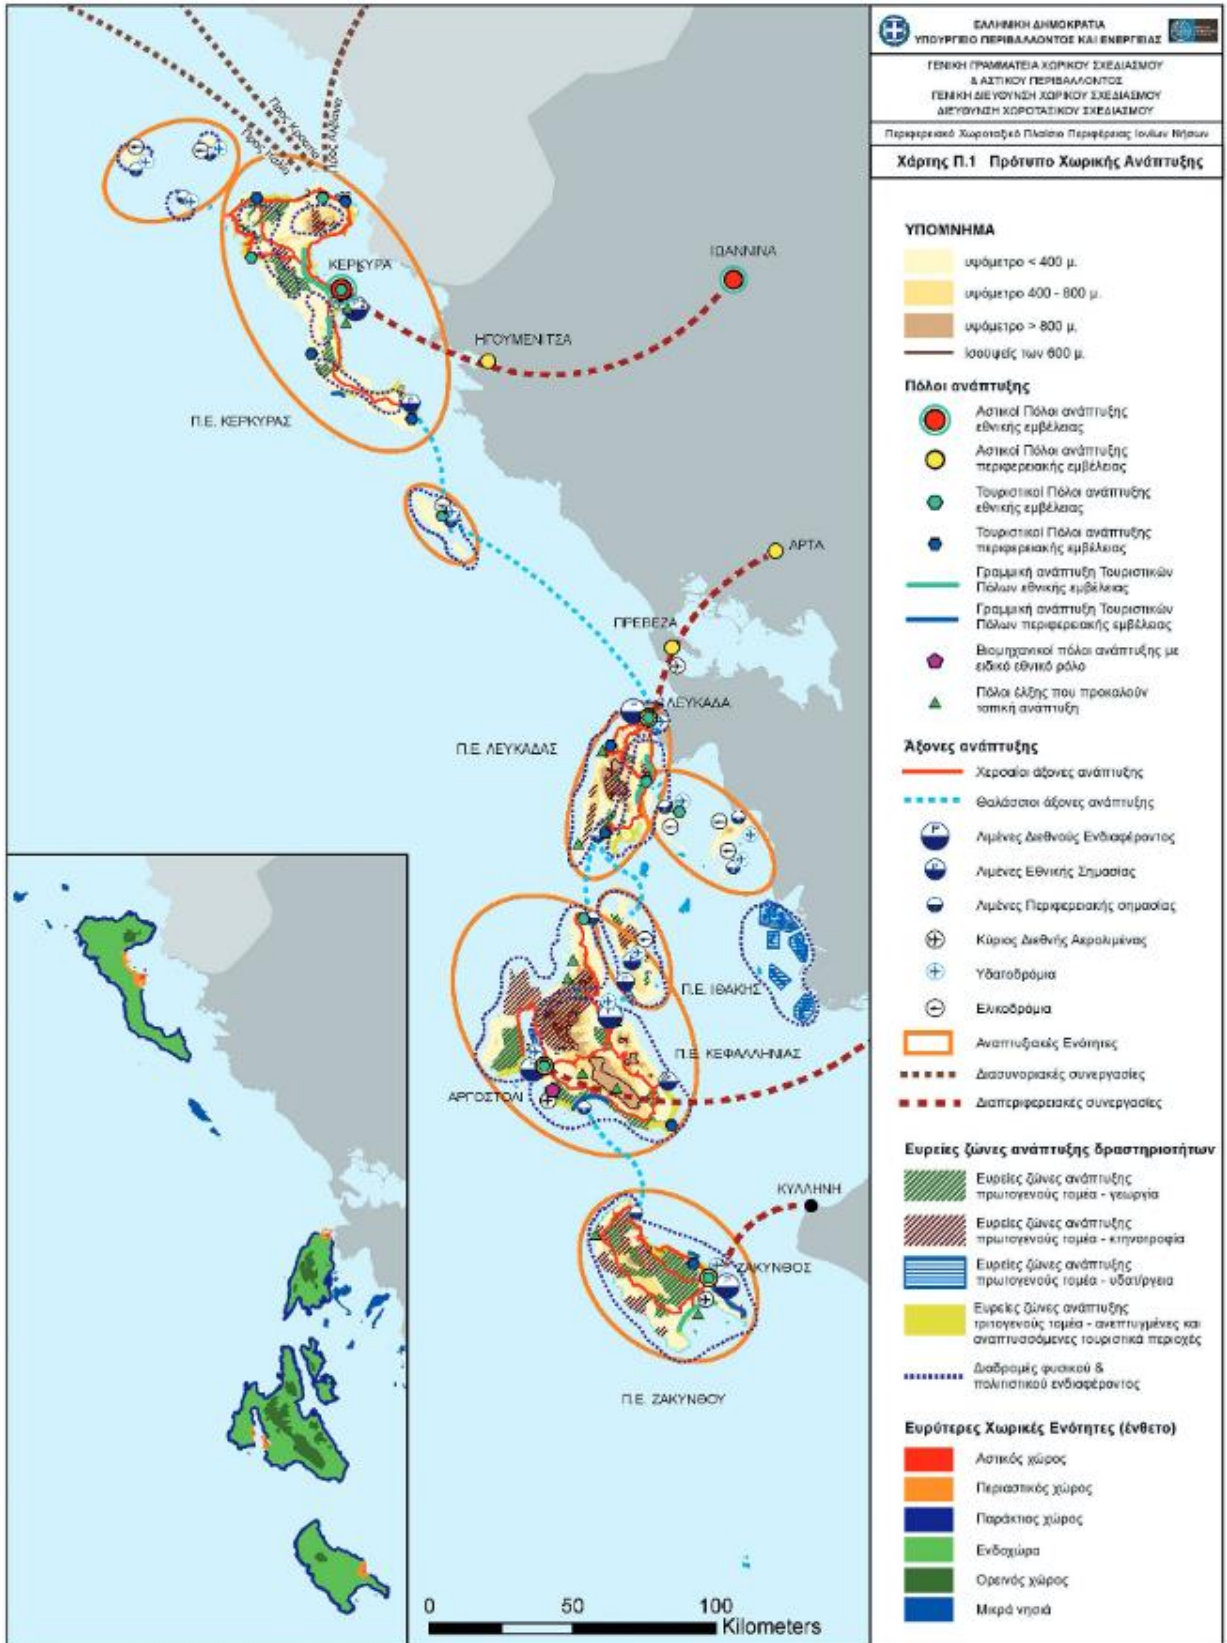 ΕΛΛΗΝΙΚΗ ΔΗΜΟΚΡΑΤΙΑ
ΥΠΟΥΡΓΕΙΟ ΠΕΡΙΒΑΛΛΟΝΤΟΣ ΚΑΙ ΕΝΕΡΓΕΙΑΣ
ΓΕΝΙΚΗ ΓΡΑΜΜΑΤΕΙΑ ΧΩΡΙΚΟΥ ΣΧΕΔΙΑΣΜΟΥ
& ΑΣΤΙΚΟΥ ΠΕΡΙΒΑΛΛΟΝΤΟΣ
ΓΕΝΙΚΗ ΔΙΕΥΘΥΝΣΗ ΧΩΡΙΚΟΥ ΣΧΕΔΙΑΣΜΟΥ
ΔΙΕΥΘΥΝΣΗ ΧΩΡΟΤΑΞΙΚΟΥ ΣΧΕΔΙΑΣΜΟΥ
Περιφερειακό Χωροταξικό Πλαίσιο Περιφέρειας Ιονίων Νήσων
Χάρτης Π.1 Πρότυπο Χωρικής Ανάπτυξης
ΥΠΟΜΝΗΜΑ
υψόμετρο < 400 μ.
υψόμετρο 400 - 800 μ.
υψόμετρο > 800 μ.
Ισοϋψείς των 600 μ.
Πόλοι ανάπτυξης
Αστικοί Πόλοι ανάπτυξης
εθνικής εμβέλειας
Αστικοί Πόλοι ανάπτυξης
περιφερειακής εμβέλειας
Τουριστικοί Πόλοι ανάπτυξης
εθνικής εμβέλειας
Τουριστικοί Πόλοι ανάπτυξης
περιφερειακής εμβέλειας
Γραμμική ανάπτυξη Τουριστικών
Πόλων εθνικής εμβέλειας
Γραμμική ανάπτυξη Τουριστικών
Πόλων περιφερειακής εμβέλειας
Βιομηχανικοί πόλοι ανάπτυξης με
ειδικό εθνικό ρόλο
Πόλοι έλξης που προκαλούν
τοπική ανάπτυξη
Άξονες ανάπτυξης
Χερσαίοι άξονες ανάπτυξης
Θαλάσσιοι άξονες ανάπτυξης
Λιμένες Διεθνούς Ενδιαφέροντος
Λιμένες Εθνικής Σημασίας
Λιμένες Περιφερειακής σημασίας
Κύριος Διεθνής Αερολιμένας
Υδατοδρόμια
Ελικοδρόμια
Αναπτυξιακές Ενότητες
Διασυνοριακές συνεργασίες
Διαπεριφερειακές συνεργασίες
Ευρείες ζώνες ανάπτυξης δραστηριοτήτων
Ευρείες ζώνες ανάπτυξης
πρωτογενούς τομέα - γεωργία
Ευρείες ζώνες ανάπτυξης
πρωτογενούς τομέα - κτηνοτροφία
Ευρείες ζώνες ανάπτυξης
πρωτογενούς τομέα - υδατ/ργεια
Ευρείες ζώνες ανάπτυξης
τριτογενούς τομέα - ανεπτυγμένες και
αναπτυσσόμενες τουριστικά περιοχές
Διαδρομές φυσικού &
πολιτιστικού ενδιαφέροντος
Ευρύτερες Χωρικές Ενότητες (ένθετο)
Αστικός χώρος
Περιαστικός χώρος
Παράκτιος χώρος
Ενδοχώρα
Ορεινός χώρος
Μικρά νησιά
Προς Ιταλία
Προς Κροατία
Προς Αλβανία
ΚΕΡΚΥΡΑ
ΙΩΑΝΝΙΝΑ
ΗΓΟΥΜΕΝΙΤΣΑ
Π.Ε. ΚΕΡΚΥΡΑΣ
ΑΡΤΑ
ΠΡΕΒΕΖΑ
ΛΕΥΚΑΔΑ
Π.Ε. ΛΕΥΚΑΔΑΣ
Π.Ε. ΙΘΑΚΗΣ
Π.Ε. ΚΕΦΑΛΛΗΝΙΑΣ
ΑΡΓΟΣΤΟΛΙ
ΚΥΛΛΗΝΗ
ΖΑΚΥΝΘΟΣ
Π.Ε. ΖΑΚΥΝΘΟΥ
0 50 100
Kilometers